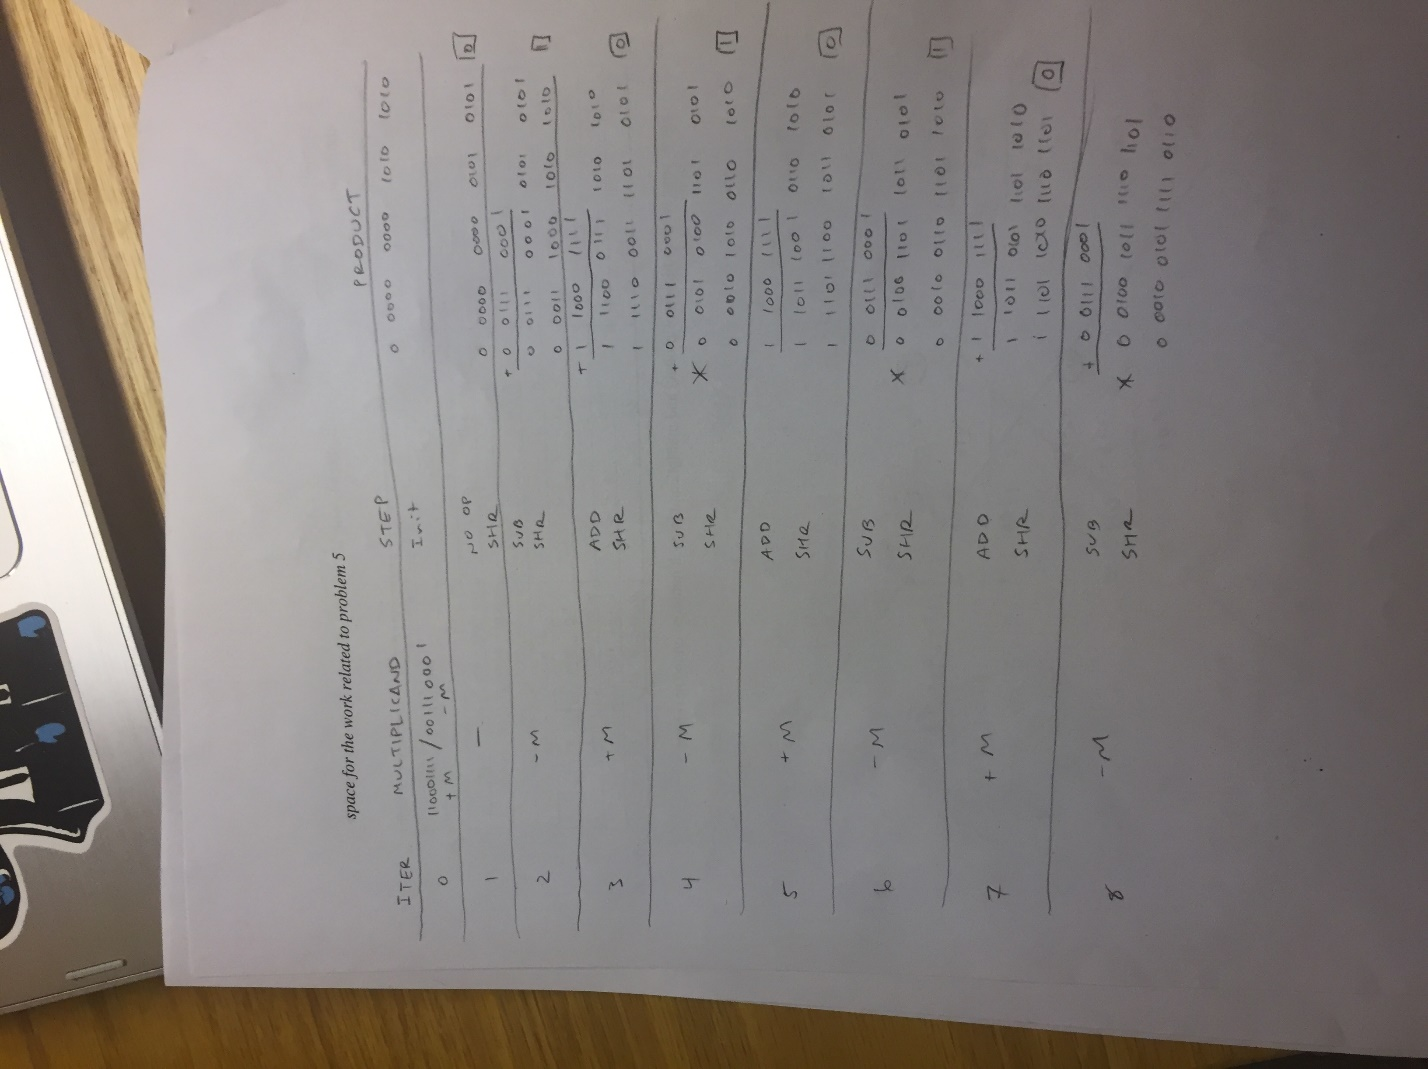 space for the work related to problem 5
ITER MULTIPLICAND STEP PRODUCT
0 11000111 / 00111 0001 Init 0 0000 0000 1010 1010
+M -M
1 — NO OP
SHR 0 0000 0000 0101 0101 [0]
2 -M SUB + 0 0111 0001
0 0111 0001 0101 0101
SHR 0 0011 1000 1010 1010 [1]
3 +M ADD + 1 1000 1111
1 1100 0111 1010 1010
SHR 1 1110 0011 1101 0101 [0]
4 -M SUB + 0 0111 0001
* 0 0101 0100 1101 0101
SHR 0 0010 1010 0110 1010 [1]
5 +M ADD 1 1000 1111
1 1011 1001 0110 1010
SHR 1 1101 1100 1011 0101 [0]
6 -M SUB 0 0111 0001
* 0 0100 1101 1011 0101
SHR 0 0010 0110 1101 1010 [1]
7 +M ADD + 1 1000 1111
1 1011 0101 1101 1010
SHR 1 1101 1010 1110 1101 [0]
8 -M SUB + 0 0111 0001
* 0 0100 1011 1110 1101
SHR 0 0010 0101 1111 0110